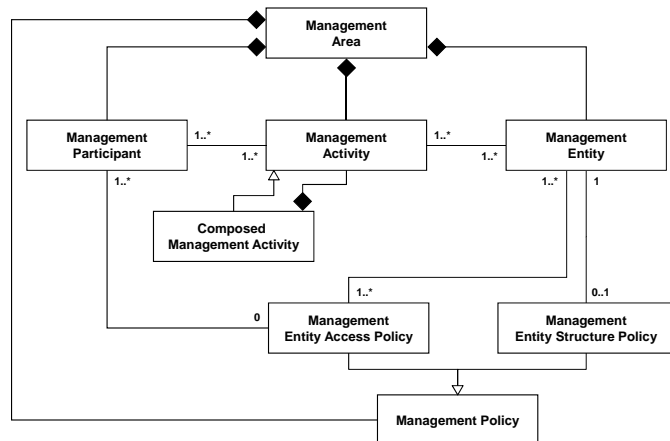 Management
Area
Management
Participant
1..*
1..*
Management
Activity
1..*
1..*
Management
Entity
1..*
1..*
1
Composed
Management Activity
1..*
0..1
0
Management
Entity Access Policy
Management
Entity Structure Policy
Management Policy